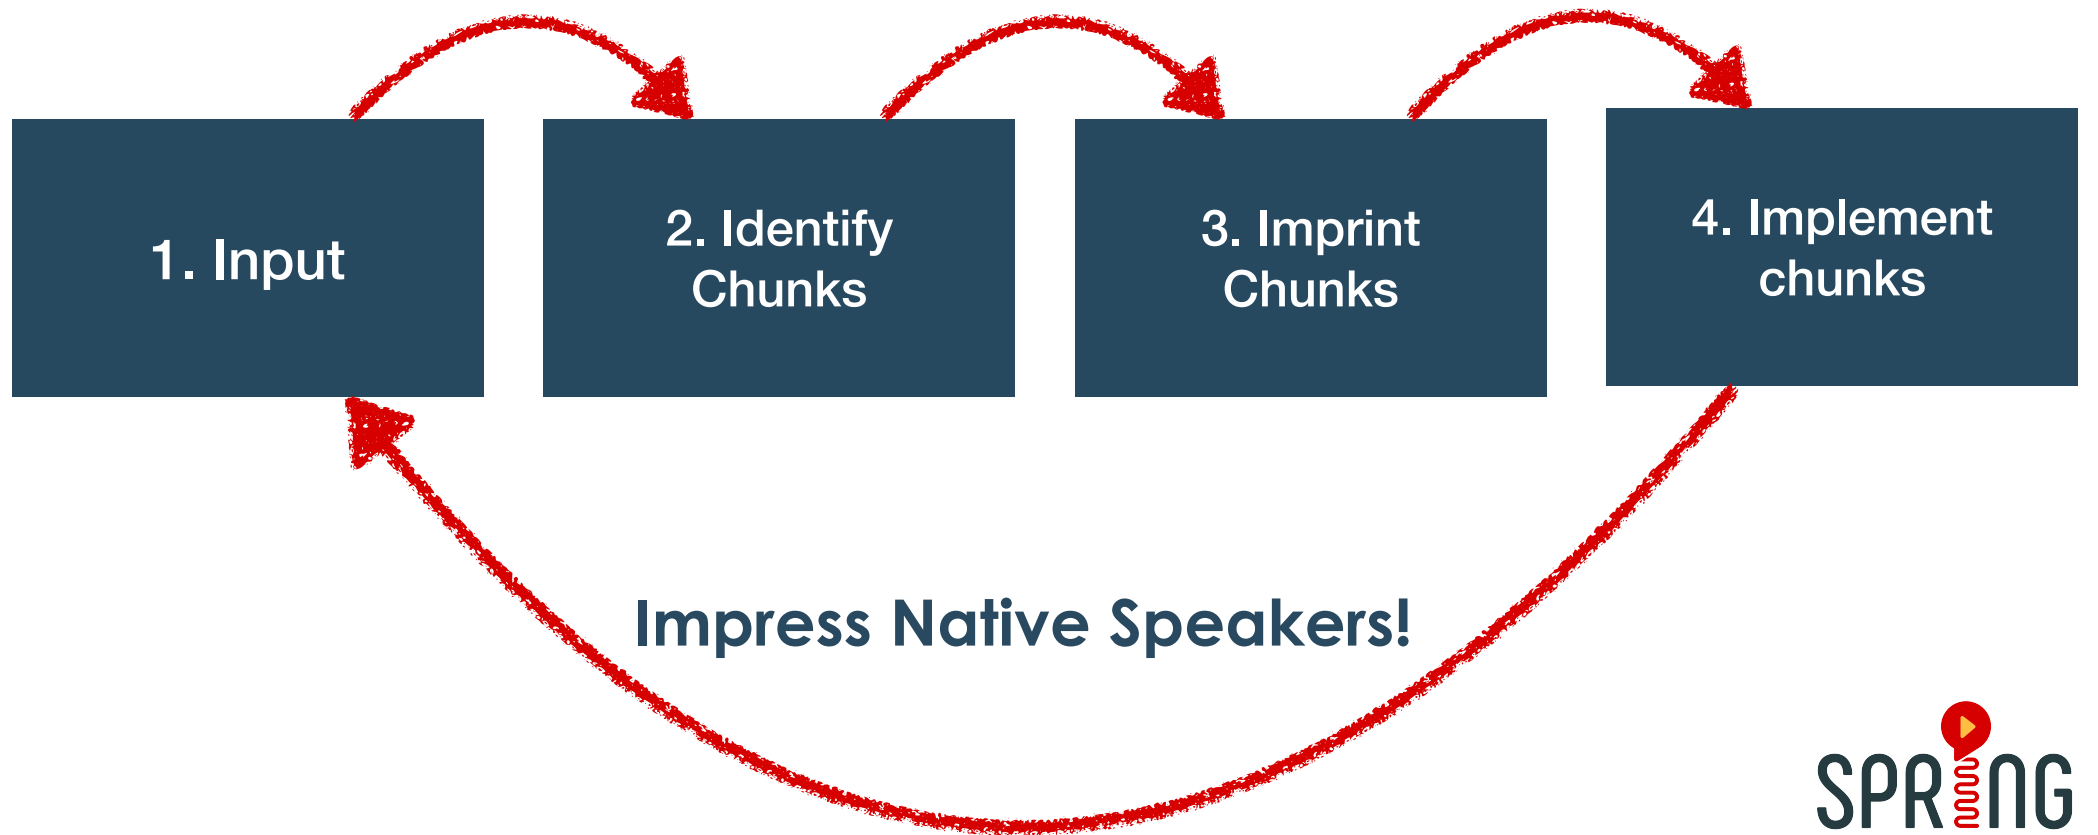 1. Input
2. Identify
Chunks
3. Imprint
Chunks
4. Implement
chunks
Impress Native Speakers!
SPRING